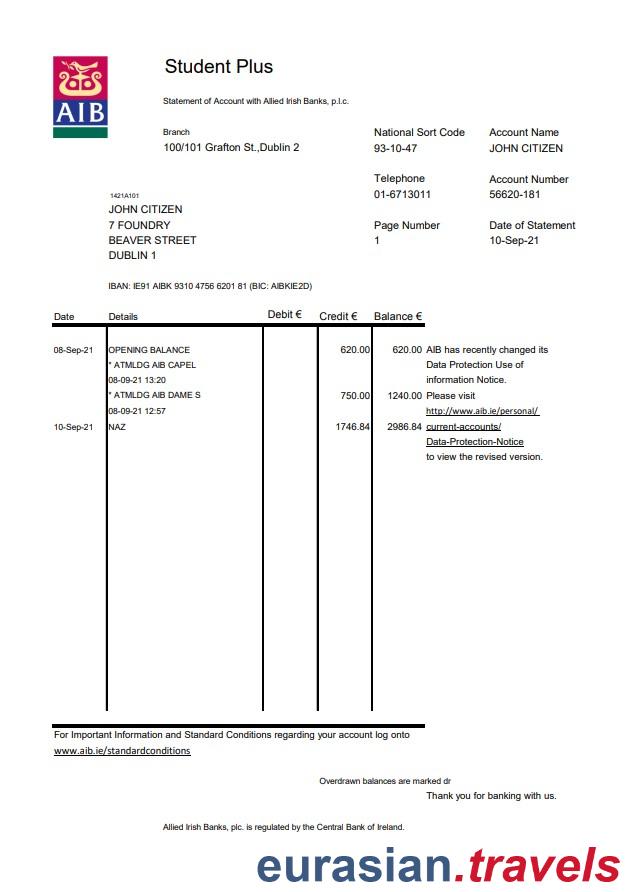 AIB
Student Plus
Statement of Account with Allied Irish Banks, p.l.c.
Branch
100/101 Grafton St.,Dublin 2
National Sort Code
93-10-47
Account Name
JOHN CITIZEN
Telephone
01-6713011
Account Number
56620-181
Page Number
1
Date of Statement
10-Sep-21
1421A101
JOHN CITIZEN
7 FOUNDRY
BEAVER STREET
DUBLIN 1
IBAN: IE91 AIBK 9310 4756 6201 81 (BIC: AIBKIE2D)
Date Details Debit € Credit € Balance €
08-Sep-21 OPENING BALANCE 620.00 620.00
* ATMLDG AIB CAPEL
08-09-21 13:20
* ATMLDG AIB DAME S 750.00 1240.00
08-09-21 12:57
10-Sep-21 NAZ 1746.84 2986.84
AIB has recently changed its
Data Protection Use of
information Notice.
Please visit
http://www.aib.ie/personal/
current-accounts/
Data-Protection-Notice
to view the revised version.
For Important Information and Standard Conditions regarding your account log onto
www.aib.ie/standardconditions
Overdrawn balances are marked dr
Thank you for banking with us.
Allied Irish Banks, plc. is regulated by the Central Bank of Ireland.
eurasian.travels